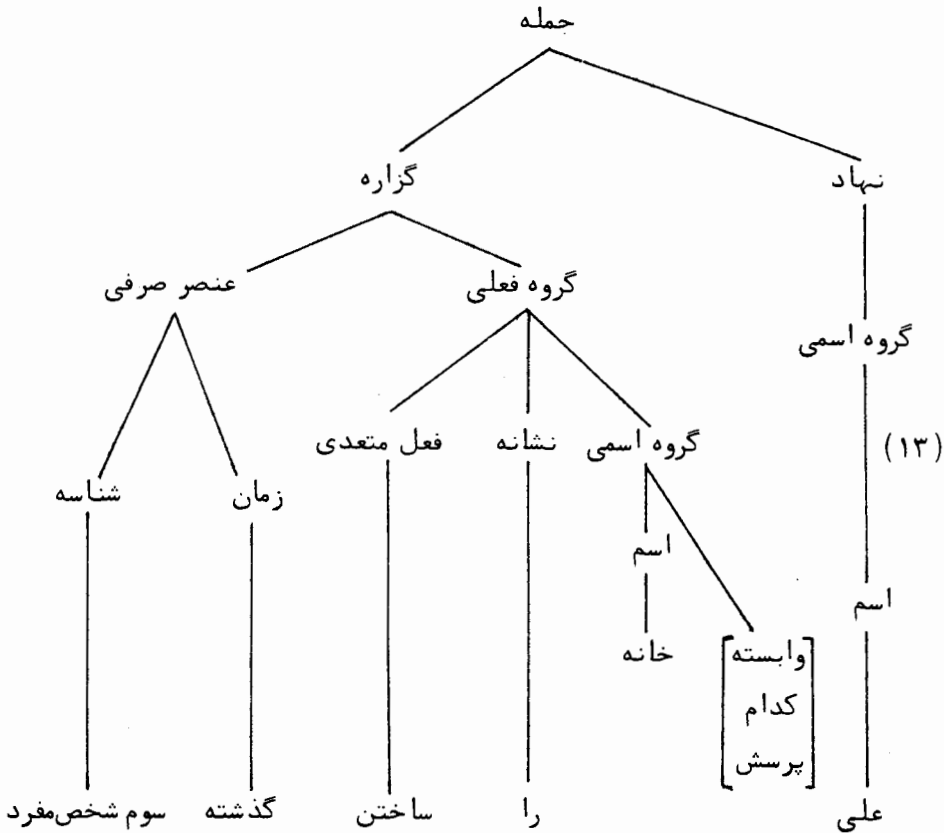 جمله
نهاد گزاره
گروه فعلی عنصر صرفی
گروه اسمی
(۱۳) گروه اسمی نشانه فعل متعدی
زمان شناسه
اسم
اسم
خانه وابسته
کدام
پرسش
علی را ساختن گذشته سوم شخص مفرد